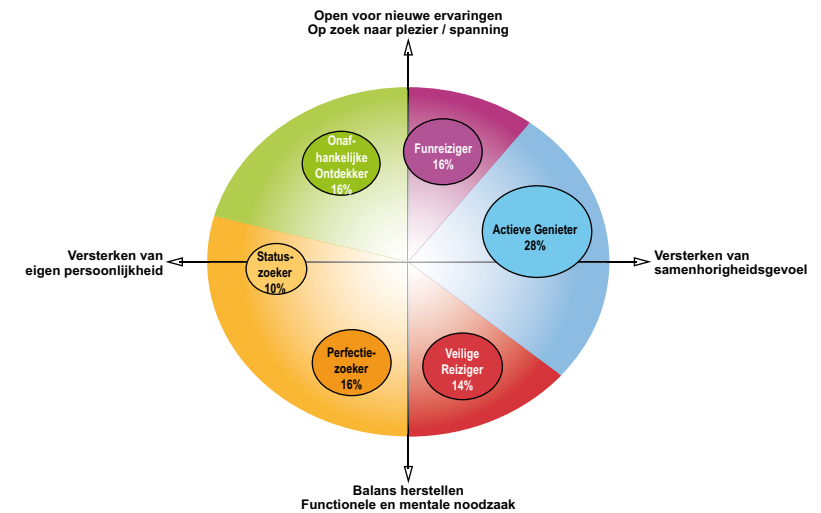 Open voor nieuwe ervaringen
Op zoek naar plezier / spanning
Onaf-
hankelijke
Ontdekker
16%
Funreiziger
16%
Actieve Genieter
28%
Versterken van
eigen persoonlijkheid
Status-
zoeker
10%
Versterken van
samenhorigheidsgevoel
Perfectie-
zoeker
16%
Veilige
Reiziger
14%
Balans herstellen
Functionele en mentale noodzaak